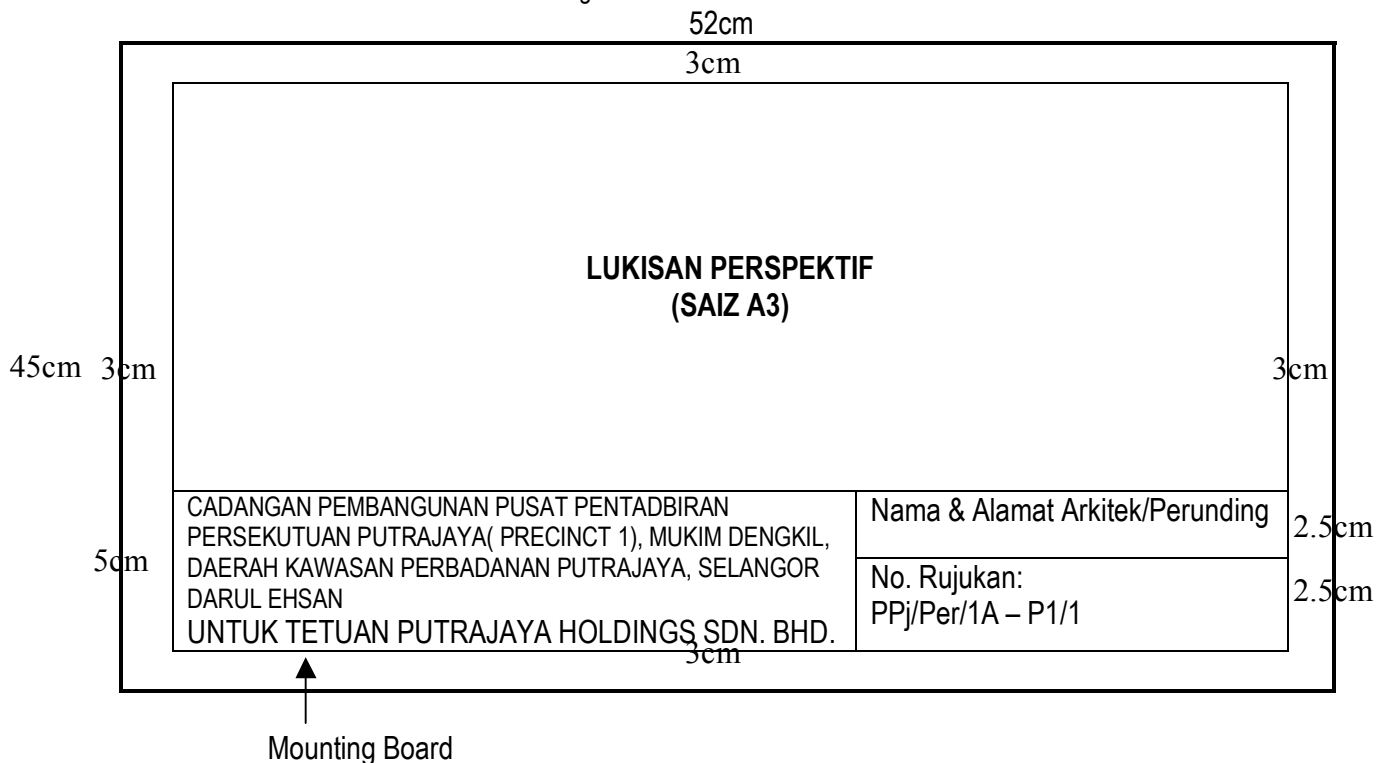 52cm
3cm
LUKISAN PERSPEKTIF
(SAIZ A3)
45cm 3cm 3cm
CADANGAN PEMBANGUNAN PUSAT PENTADBIRAN
PERSEKUTUAN PUTRAJAYA( PRECINCT 1), MUKIM DENGKIL,
DAERAH KAWASAN PERBADANAN PUTRAJAYA, SELANGOR
DARUL EHSAN
UNTUK TETUAN PUTRAJAYA HOLDINGS SDN. BHD.
5cm
Nama & Alamat Arkitek/Perunding
2.5cm
No. Rujukan:
PPj/Per/1A – P1/1
2.5cm
3cm
Mounting Board